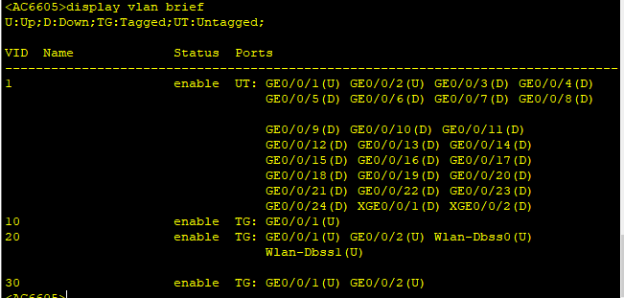 <AC6605>display vlan brief
U:Up;D:Down;TG:Tagged;UT:Untagged;
VID Name Status Ports
--------------------------------------------------------------------------------
1 enable UT: GE0/0/1(U) GE0/0/2(U) GE0/0/3(D) GE0/0/4(D)
GE0/0/5(D) GE0/0/6(D) GE0/0/7(D) GE0/0/8(D)
GE0/0/9(D) GE0/0/10(D) GE0/0/11(D)
GE0/0/12(D) GE0/0/13(D) GE0/0/14(D)
GE0/0/15(D) GE0/0/16(D) GE0/0/17(D)
GE0/0/18(D) GE0/0/19(D) GE0/0/20(D)
GE0/0/21(D) GE0/0/22(D) GE0/0/23(D)
GE0/0/24(D) XGE0/0/1(D) XGE0/0/2(D)
10 enable TG: GE0/0/1(U)
20 enable TG: GE0/0/1(U) GE0/0/2(U) Wlan-Dbss0(U)
Wlan-Dbss1(U)
30 enable TG: GE0/0/1(U) GE0/0/2(U)
<AC6605>